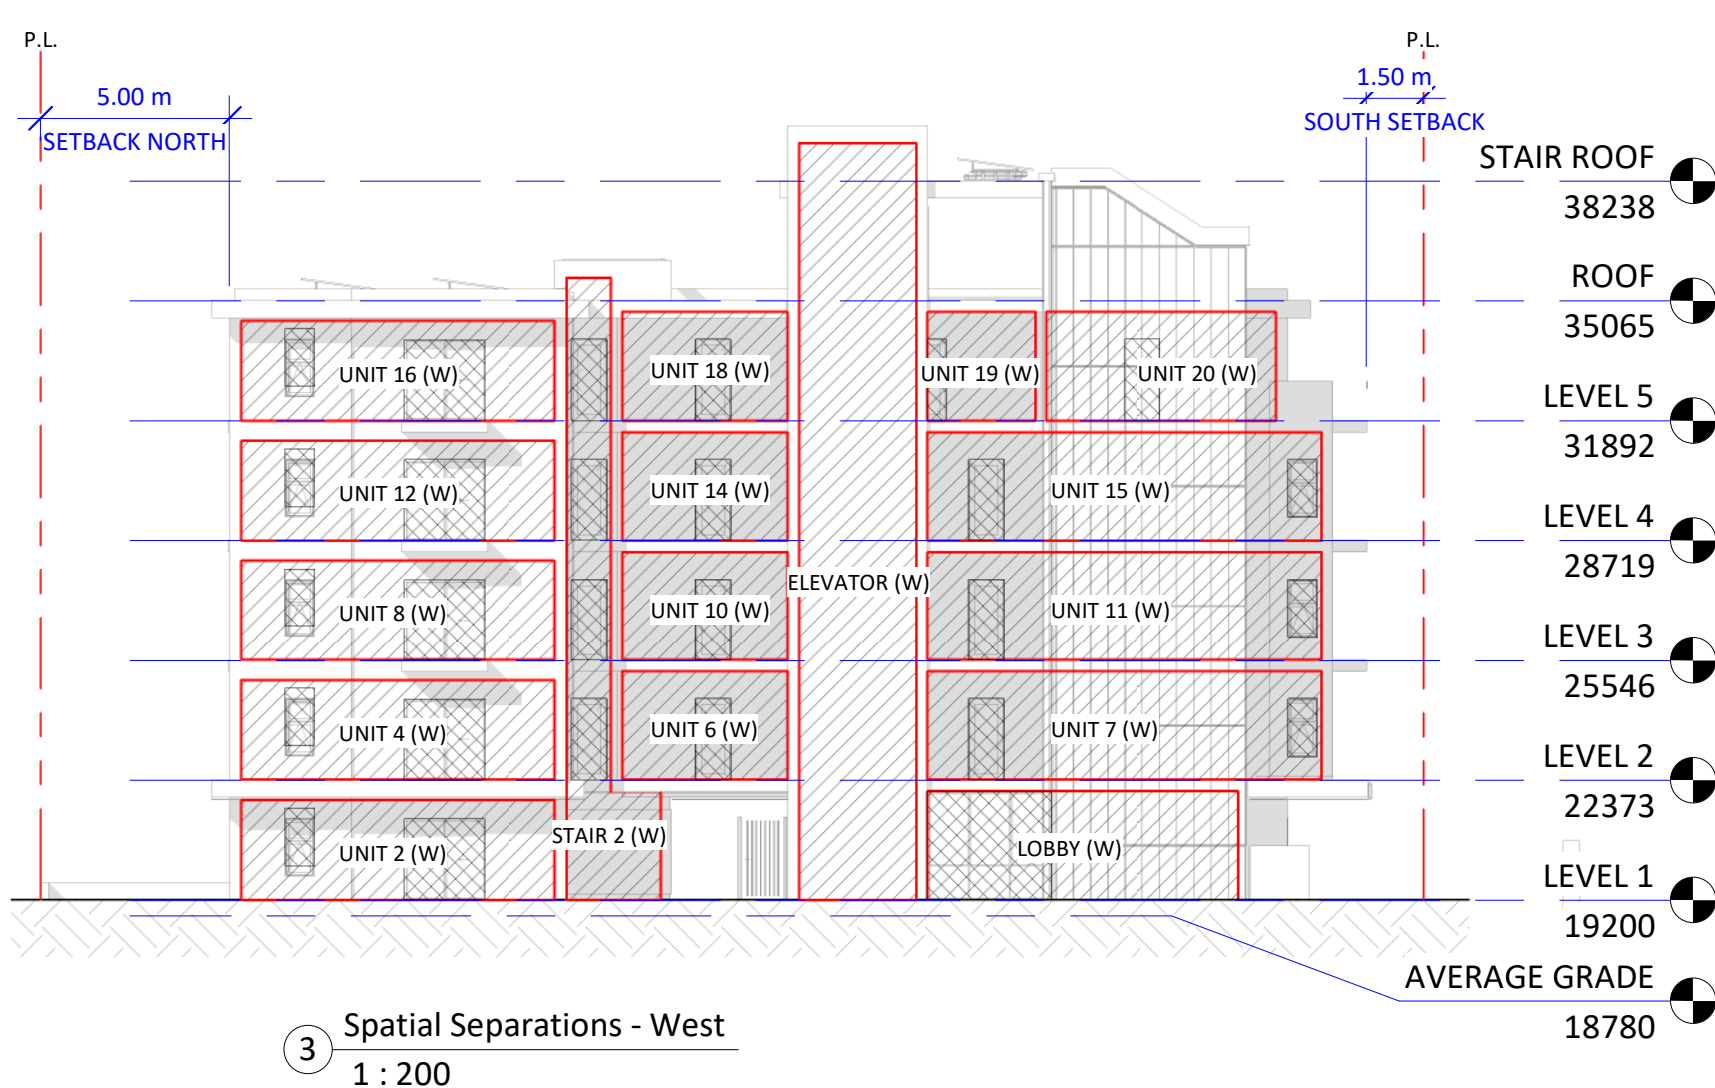 P.L.
P.L.
5.00 m
SETBACK NORTH
1.50 m
SOUTH SETBACK
STAIR ROOF
38238
ROOF
35065
UNIT 16 (W)
UNIT 18 (W)
UNIT 19 (W)
UNIT 20 (W)
LEVEL 5
31892
UNIT 12 (W)
UNIT 14 (W)
UNIT 15 (W)
LEVEL 4
28719
ELEVATOR (W)
UNIT 8 (W)
UNIT 10 (W)
UNIT 11 (W)
LEVEL 3
25546
UNIT 4 (W)
UNIT 6 (W)
UNIT 7 (W)
LEVEL 2
22373
UNIT 2 (W)
STAIR 2 (W)
LOBBY (W)
LEVEL 1
19200
AVERAGE GRADE
18780
3
Spatial Separations - West
1 : 200